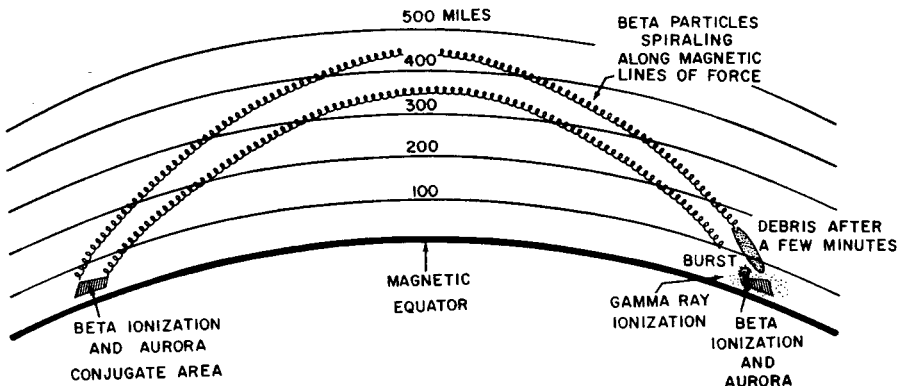 500 MILES
400
300
200
100
BETA PARTICLES
SPIRALING
ALONG MAGNETIC
LINES OF FORCE
DEBRIS AFTER
A FEW MINUTES
BURST
MAGNETIC
EQUATOR
GAMMA RAY
IONIZATION
BETA IONIZATION
AND AURORA
CONJUGATE AREA
BETA
IONIZATION
AND
AURORA